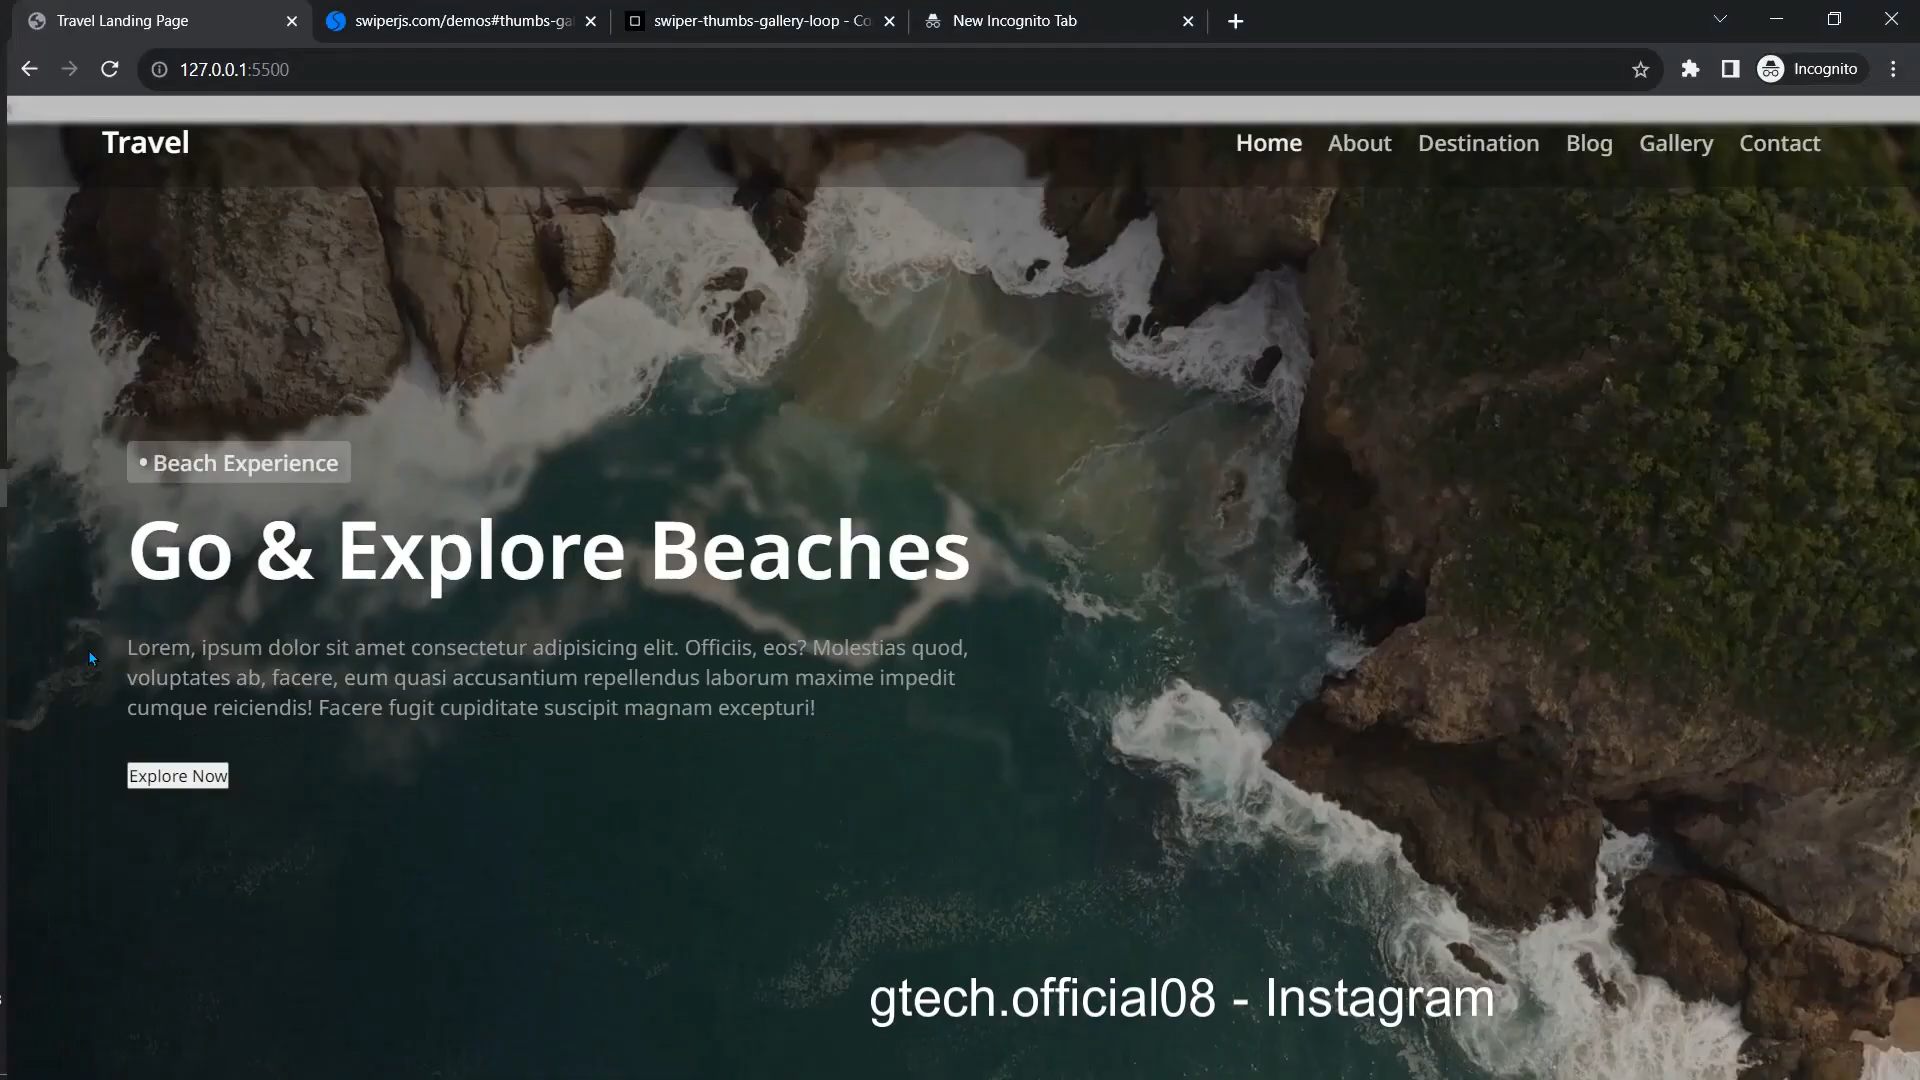 Travel Landing Page
swiperjs.com/demos#thumbs-ga
swiper-thumbs-gallery-loop - Co
New Incognito Tab
127.0.0.1:5500
Incognito
Travel
Home About Destination Blog Gallery Contact
• Beach Experience
Go & Explore Beaches
Lorem, ipsum dolor sit amet consectetur adipisicing elit. Officiis, eos? Molestias quod,
voluptates ab, facere, eum quasi accusantium repellendus laborum maxime impedit
cumque reiciendis! Facere fugit cupiditate suscipit magnam excepturi!
Explore Now
gtech.official08 - Instagram